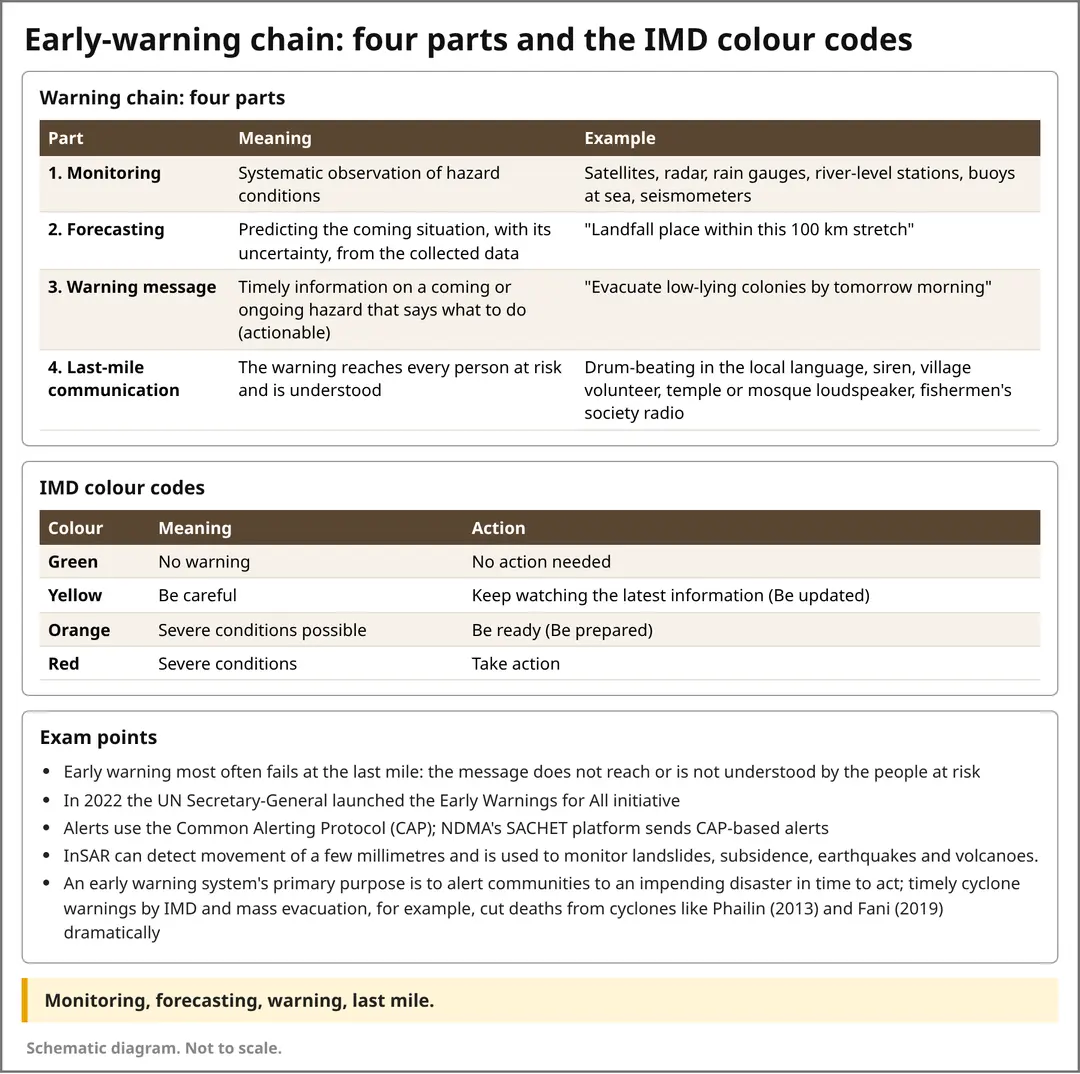 Early-warning chain: four parts and the IMD colour codes
Warning chain: four parts
Part Meaning Example
1. Monitoring Systematic observation of hazard Satellites, radar, rain gauges, river-level stations, buoys
conditions at sea, seismometers
2. Forecasting Predicting the coming situation, with its "Landfall place within this 100 km stretch"
uncertainty, from the collected data
3. Warning message Timely information on a coming or "Evacuate low-lying colonies by tomorrow morning"
ongoing hazard that says what to do
(actionable)
4. Last-mile The warning reaches every person at risk Drum-beating in the local language, siren, village
communication and is understood volunteer, temple or mosque loudspeaker, fishermen's
society radio
IMD colour codes
Colour Meaning Action
Green No warning No action needed
Yellow Be careful Keep watching the latest information (Be updated)
Orange Severe conditions possible Be ready (Be prepared)
Red Severe conditions Take action
Exam points
• Early warning most often fails at the last mile: the message does not reach or is not understood by the people at risk
• In 2022 the UN Secretary-General launched the Early Warnings for All initiative
• Alerts use the Common Alerting Protocol (CAP); NDMA's SACHET platform sends CAP-based alerts
• InSAR can detect movement of a few millimetres and is used to monitor landslides, subsidence, earthquakes and volcanoes.
• An early warning system's primary purpose is to alert communities to an impending disaster in time to act; timely cyclone
warnings by IMD and mass evacuation, for example, cut deaths from cyclones like Phailin (2013) and Fani (2019)
dramatically
Monitoring, forecasting, warning, last mile.
Schematic diagram. Not to scale.